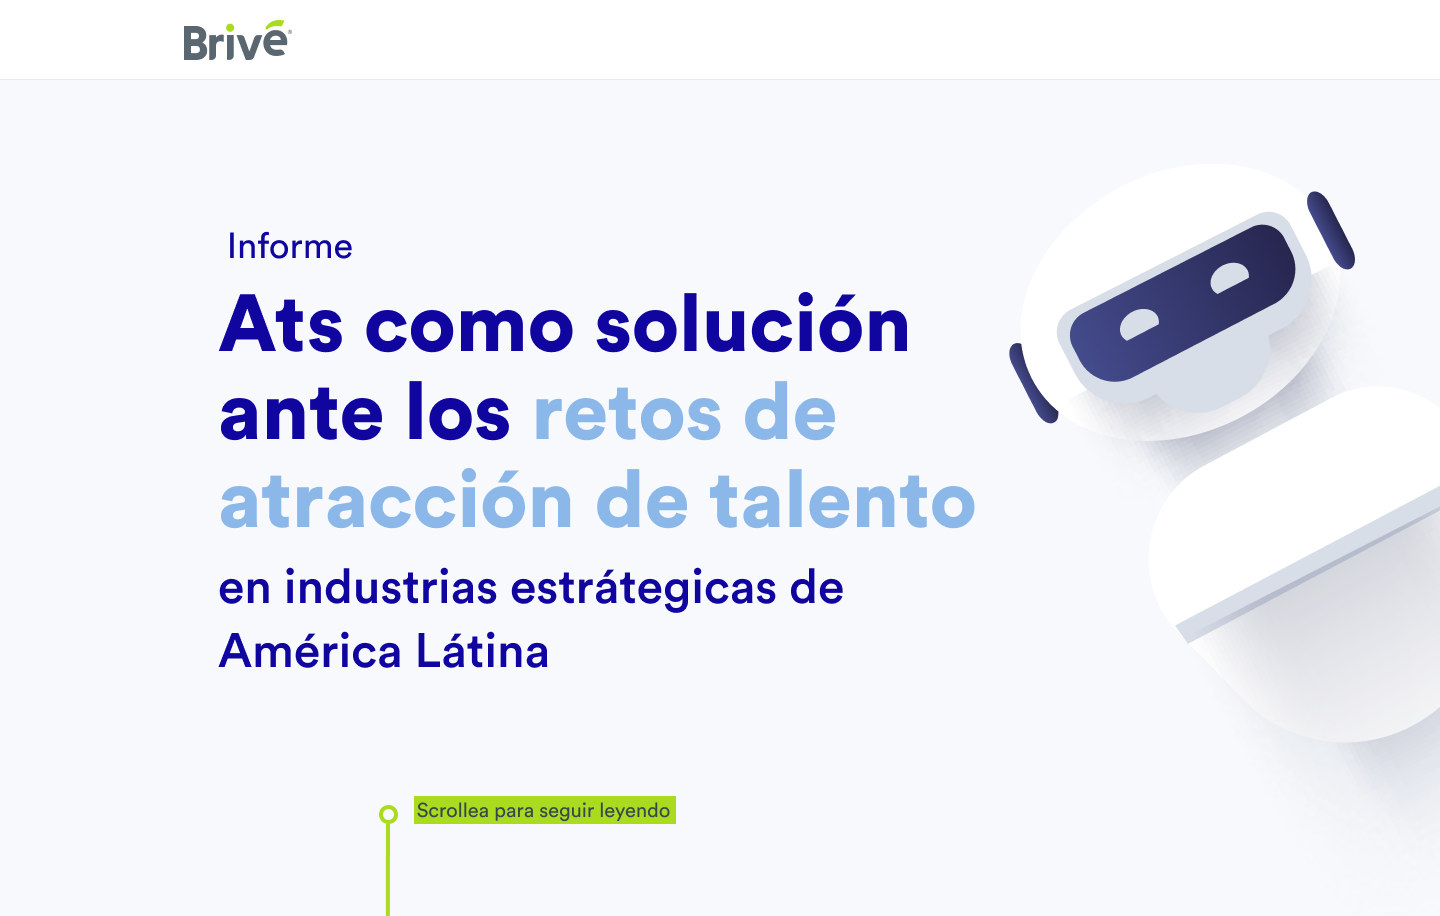 Brivé®
Informe
Ats como solución
ante los retos de
atracción de talento
en industrias estrátegicas de
América Látina
Scrollea para seguir leyendo